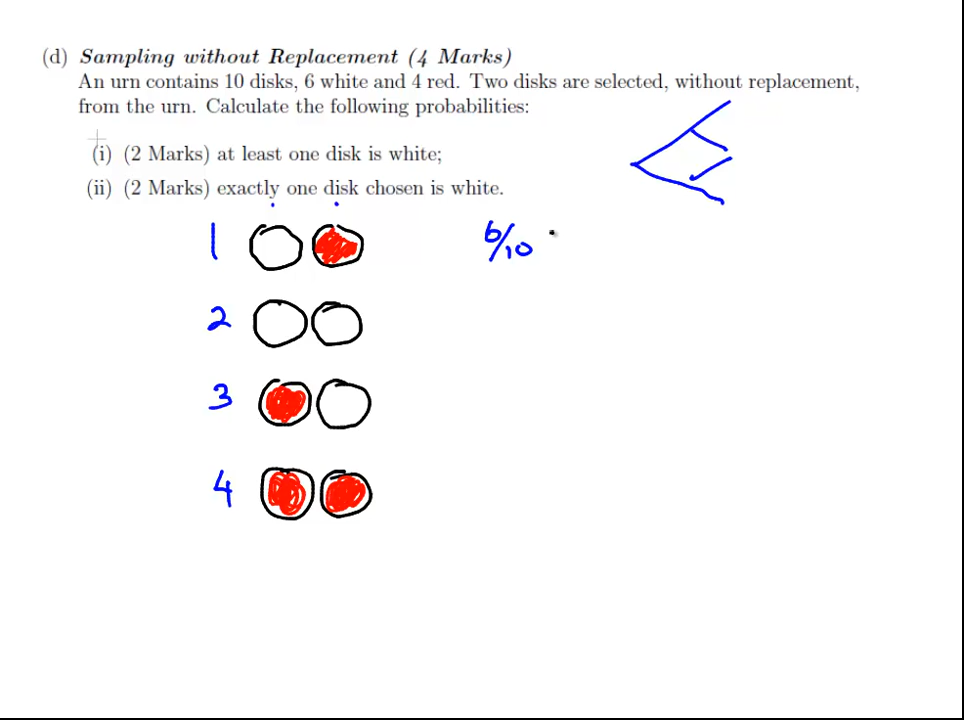 (d) Sampling without Replacement (4 Marks)
An urn contains 10 disks, 6 white and 4 red. Two disks are selected, without replacement,
from the urn. Calculate the following probabilities:
(i) (2 Marks) at least one disk is white;
(ii) (2 Marks) exactly one disk chosen is white.
1 6/10
2
3
4